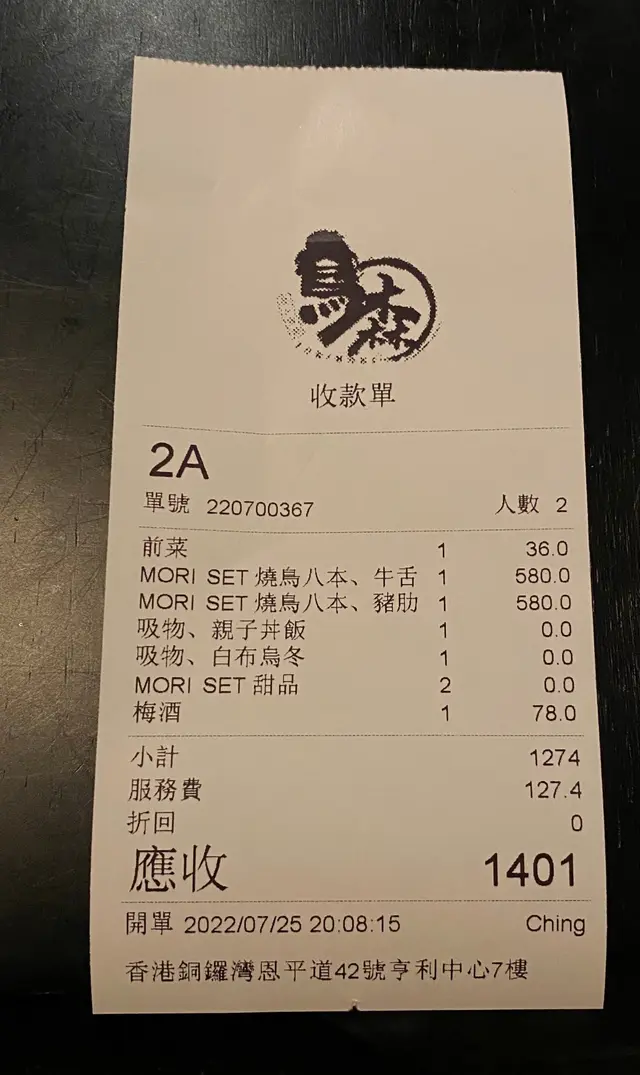 鳥森
收款單
2A
單號 220700367 人數 2
前菜 1 36.0
MORI SET 燒鳥八本、牛舌 1 580.0
MORI SET 燒鳥八本、豬肋 1 580.0
吸物、親子丼飯 1 0.0
吸物、白布烏冬 1 0.0
MORI SET 甜品 2 0.0
梅酒 1 78.0
小計 1274
服務費 127.4
折回 0
應收 1401
開單 2022/07/25 20:08:15 Ching
香港銅鑼灣恩平道42號亨利中心7樓